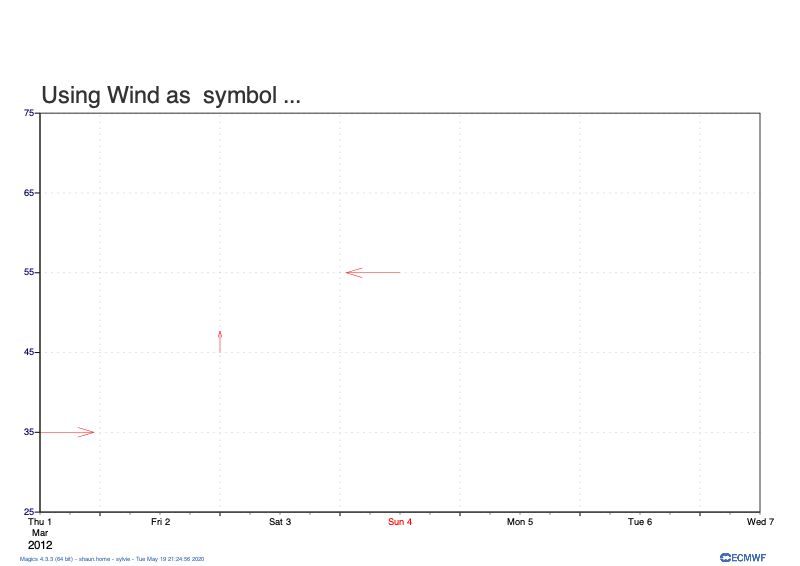 Using Wind as  symbol ...
75
65
55
45
35
25
Thu 1 Fri 2 Sat 3 Sun 4 Mon 5 Tue 6 Wed 7
Mar
2012
Magics 4.3.3 (64 bit) - shaun.home - sylvie - Tue May 19 21:24:56 2020
ECMWF